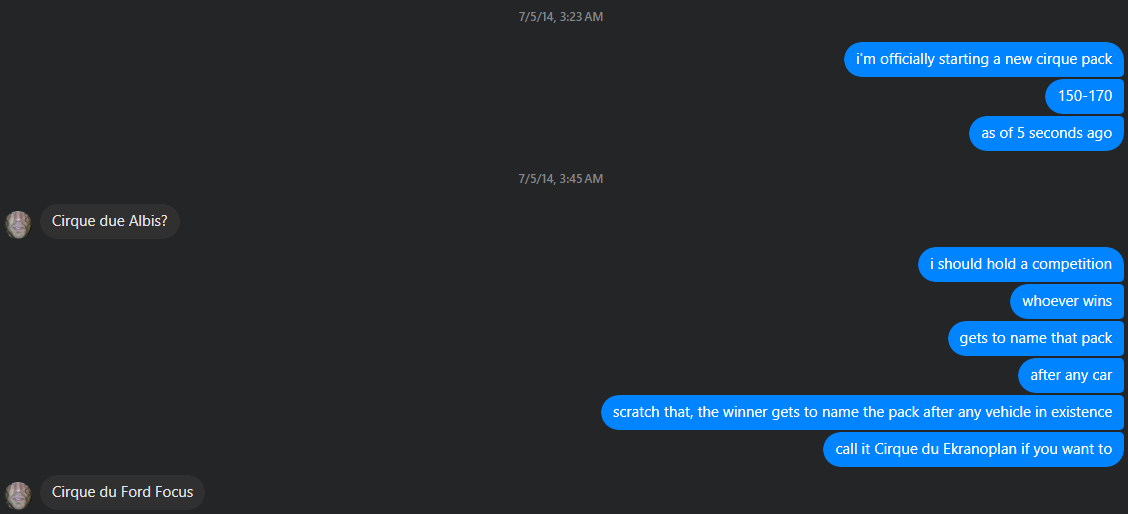 7/5/14, 3:23 AM
i'm officially starting a new cirque pack
150-170
as of 5 seconds ago
7/5/14, 3:45 AM
Cirque due Albis?
i should hold a competition
whoever wins
gets to name that pack
after any car
scratch that, the winner gets to name the pack after any vehicle in existence
call it Cirque du Ekranoplan if you want to
Cirque du Ford Focus